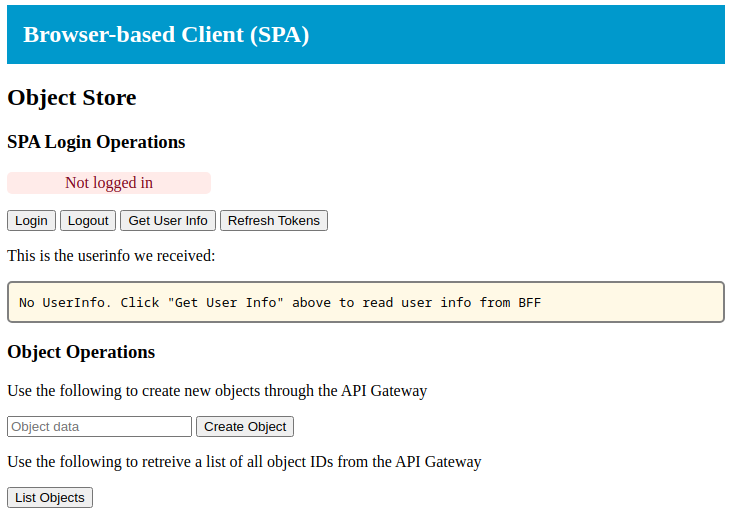 Browser-based Client (SPA)
Object Store
SPA Login Operations
Not logged in
Login Logout Get User Info Refresh Tokens
This is the userinfo we received:
No UserInfo. Click "Get User Info" above to read user info from BFF
Object Operations
Use the following to create new objects through the API Gateway
Object data Create Object
Use the following to retreive a list of all object IDs from the API Gateway
List Objects